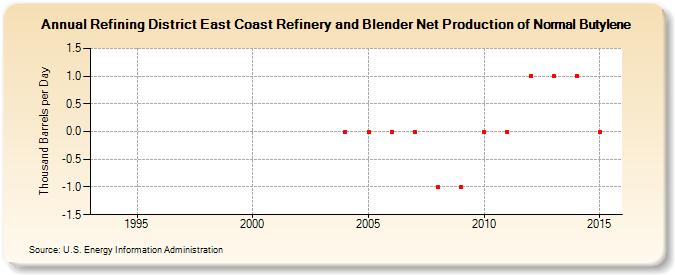 Annual Refining District East Coast Refinery and Blender Net Production of Normal Butylene
Thousand Barrels per Day
1.5
1.0
0.5
0.0
-0.5
-1.0
-1.5
1995 2000 2005 2010 2015
Source: U.S. Energy Information Administration